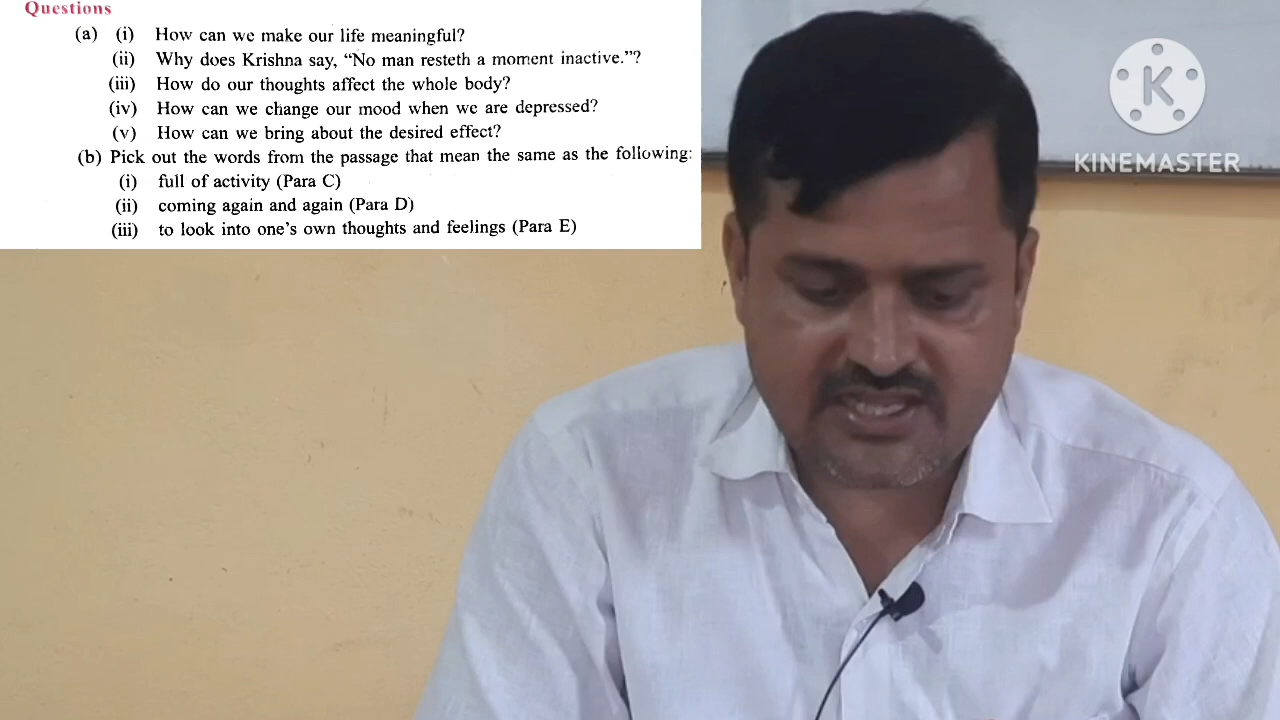 Questions
(a) (i) How can we make our life meaningful?
(ii) Why does Krishna say, “No man resteth a moment inactive.”?
(iii) How do our thoughts affect the whole body?
(iv) How can we change our mood when we are depressed?
(v) How can we bring about the desired effect?
(b) Pick out the words from the passage that mean the same as the following:
(i) full of activity (Para C)
(ii) coming again and again (Para D)
(iii) to look into one’s own thoughts and feelings (Para E)
K
KINEMASTER